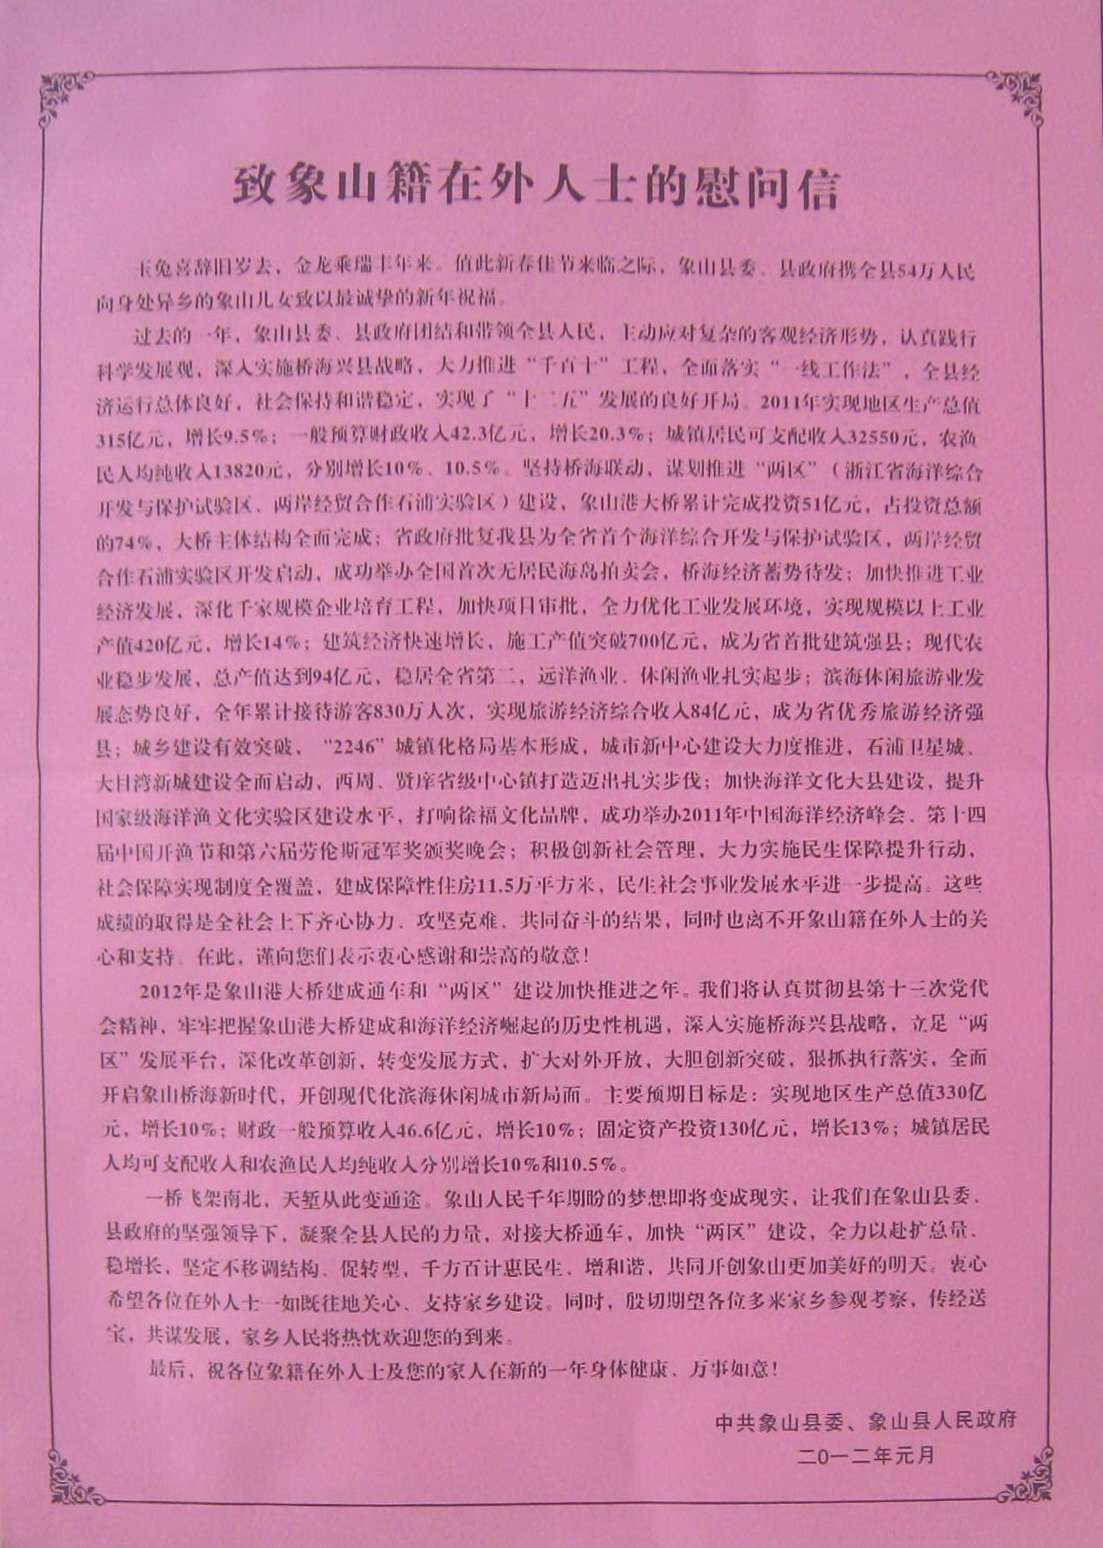 致象山籍在外人士的慰问信
玉兔喜辞旧岁去，金龙乘瑞丰年来。值此新春佳节来临之际，象山县委、县政府携全县54万人民
向身处异乡的象山儿女致以最诚挚的新年祝福。
过去的一年，象山县委、县政府团结和带领全县人民，主动应对复杂的客观经济形势，认真践行
科学发展观，深入实施桥海兴县战略，大力推进“千百十”工程，全面落实“一线工作法”，全县经
济运行总体良好，社会保持和谐稳定，实现了“十二五”发展的良好开局。2011年实现地区生产总值
315亿元，增长9.5%；一般预算财政收入42.3亿元，增长20.3%；城镇居民可支配收入32550元，农渔
民人均纯收入13820元，分别增长10%、10.5%。坚持桥海联动，谋划推进“两区”（浙江省海洋综合
开发与保护试验区、两岸经贸合作石浦实验区）建设，象山港大桥累计完成投资51亿元，占投资总额
的74%，大桥主体结构全面完成；省政府批复我县为全省首个海洋综合开发与保护试验区，两岸经贸
合作石浦实验区开发启动，成功举办全国首次无居民海岛拍卖会，桥海经济蓄势待发；加快推进工业
经济发展，深化千家规模企业培育工程，加快项目审批，全力优化工业发展环境，实现规模以上工业
产值420亿元，增长14%；建筑经济快速增长，施工产值突破700亿元，成为省首批建筑强县；现代农
业稳步发展，总产值达到94亿元，稳居全省第二，远洋渔业、休闲渔业扎实起步；滨海休闲旅游业发
展态势良好，全年累计接待游客830万人次，实现旅游经济综合收入84亿元，成为省优秀旅游经济强
县；城乡建设有效突破，“2246”城镇化格局基本形成，城市新中心建设大力度推进，石浦卫星城、
大目湾新城建设全面启动，西周、贤庠省级中心镇打造迈出扎实步伐；加快海洋文化大县建设，提升
国家级海洋渔文化实验区建设水平，打响徐福文化品牌，成功举办2011年中国海洋经济峰会、第十四
届中国开渔节和第六届劳伦斯冠军奖颁奖晚会；积极创新社会管理，大力实施民生保障提升行动，
社会保障实现制度全覆盖，建成保障性住房11.5万平方米，民生社会事业发展水平进一步提高。这些
成绩的取得是全社会上下齐心协力、攻坚克难、共同奋斗的结果，同时也离不开象山籍在外人士的关
心和支持。在此，谨向您们表示衷心感谢和崇高的敬意！
2012年是象山港大桥建成通车和“两区”建设加快推进之年。我们将认真贯彻县第十三次党代
会精神，牢牢把握象山港大桥建成和海洋经济崛起的历史性机遇，深入实施桥海兴县战略，立足“两
区”发展平台，深化改革创新，转变发展方式，扩大对外开放，大胆创新突破，狠抓执行落实，全面
开启象山桥海新时代，开创现代化滨海休闲城市新局面。主要预期目标是：实现地区生产总值330亿
元，增长10%；财政一般预算收入46.6亿元，增长10%；固定资产投资130亿元，增长13%；城镇居民
人均可支配收入和农渔民人均纯收入分别增长10%和10.5%。
一桥飞架南北，天堑从此变通途。象山人民千年期盼的梦想即将变成现实，让我们在象山县委、
县政府的坚强领导下，凝聚全县人民的力量，对接大桥通车，加快“两区”建设，全力以赴扩总量、
稳增长，坚定不移调结构、促转型，千方百计惠民生、增和谐，共同开创象山更加美好的明天。衷心
希望各位在外人士一如既往地关心、支持家乡建设。同时，殷切期望各位多来家乡参观考察，传经送
宝，共谋发展，家乡人民将热忱欢迎您的到来。
最后，祝各位象籍在外人士及您的家人在新的一年身体健康、万事如意！
中共象山县委、象山县人民政府
二〇一二年元月